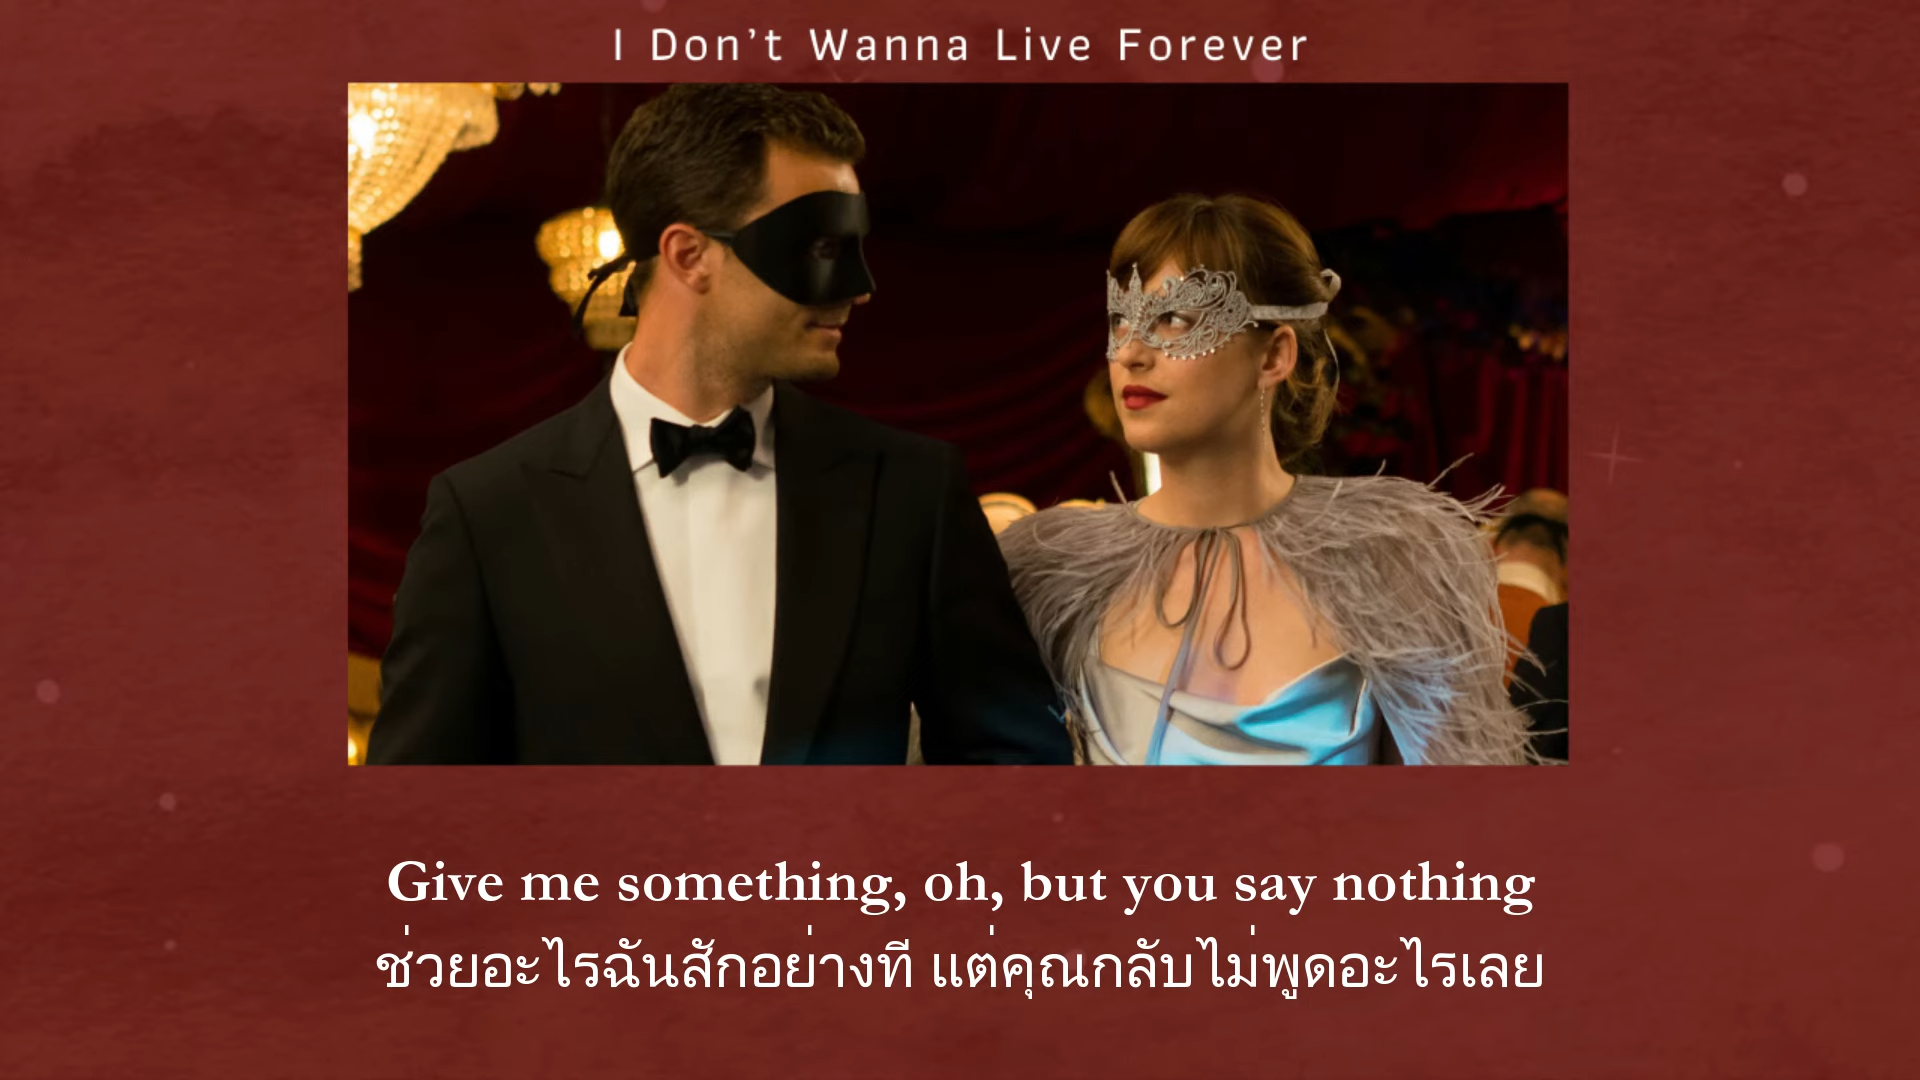 I Don’t Wanna Live Forever
Give me something, oh, but you say nothing
ช่วยอะไรฉันสักอย่างที แต่คุณกลับไม่พูดอะไรเลย